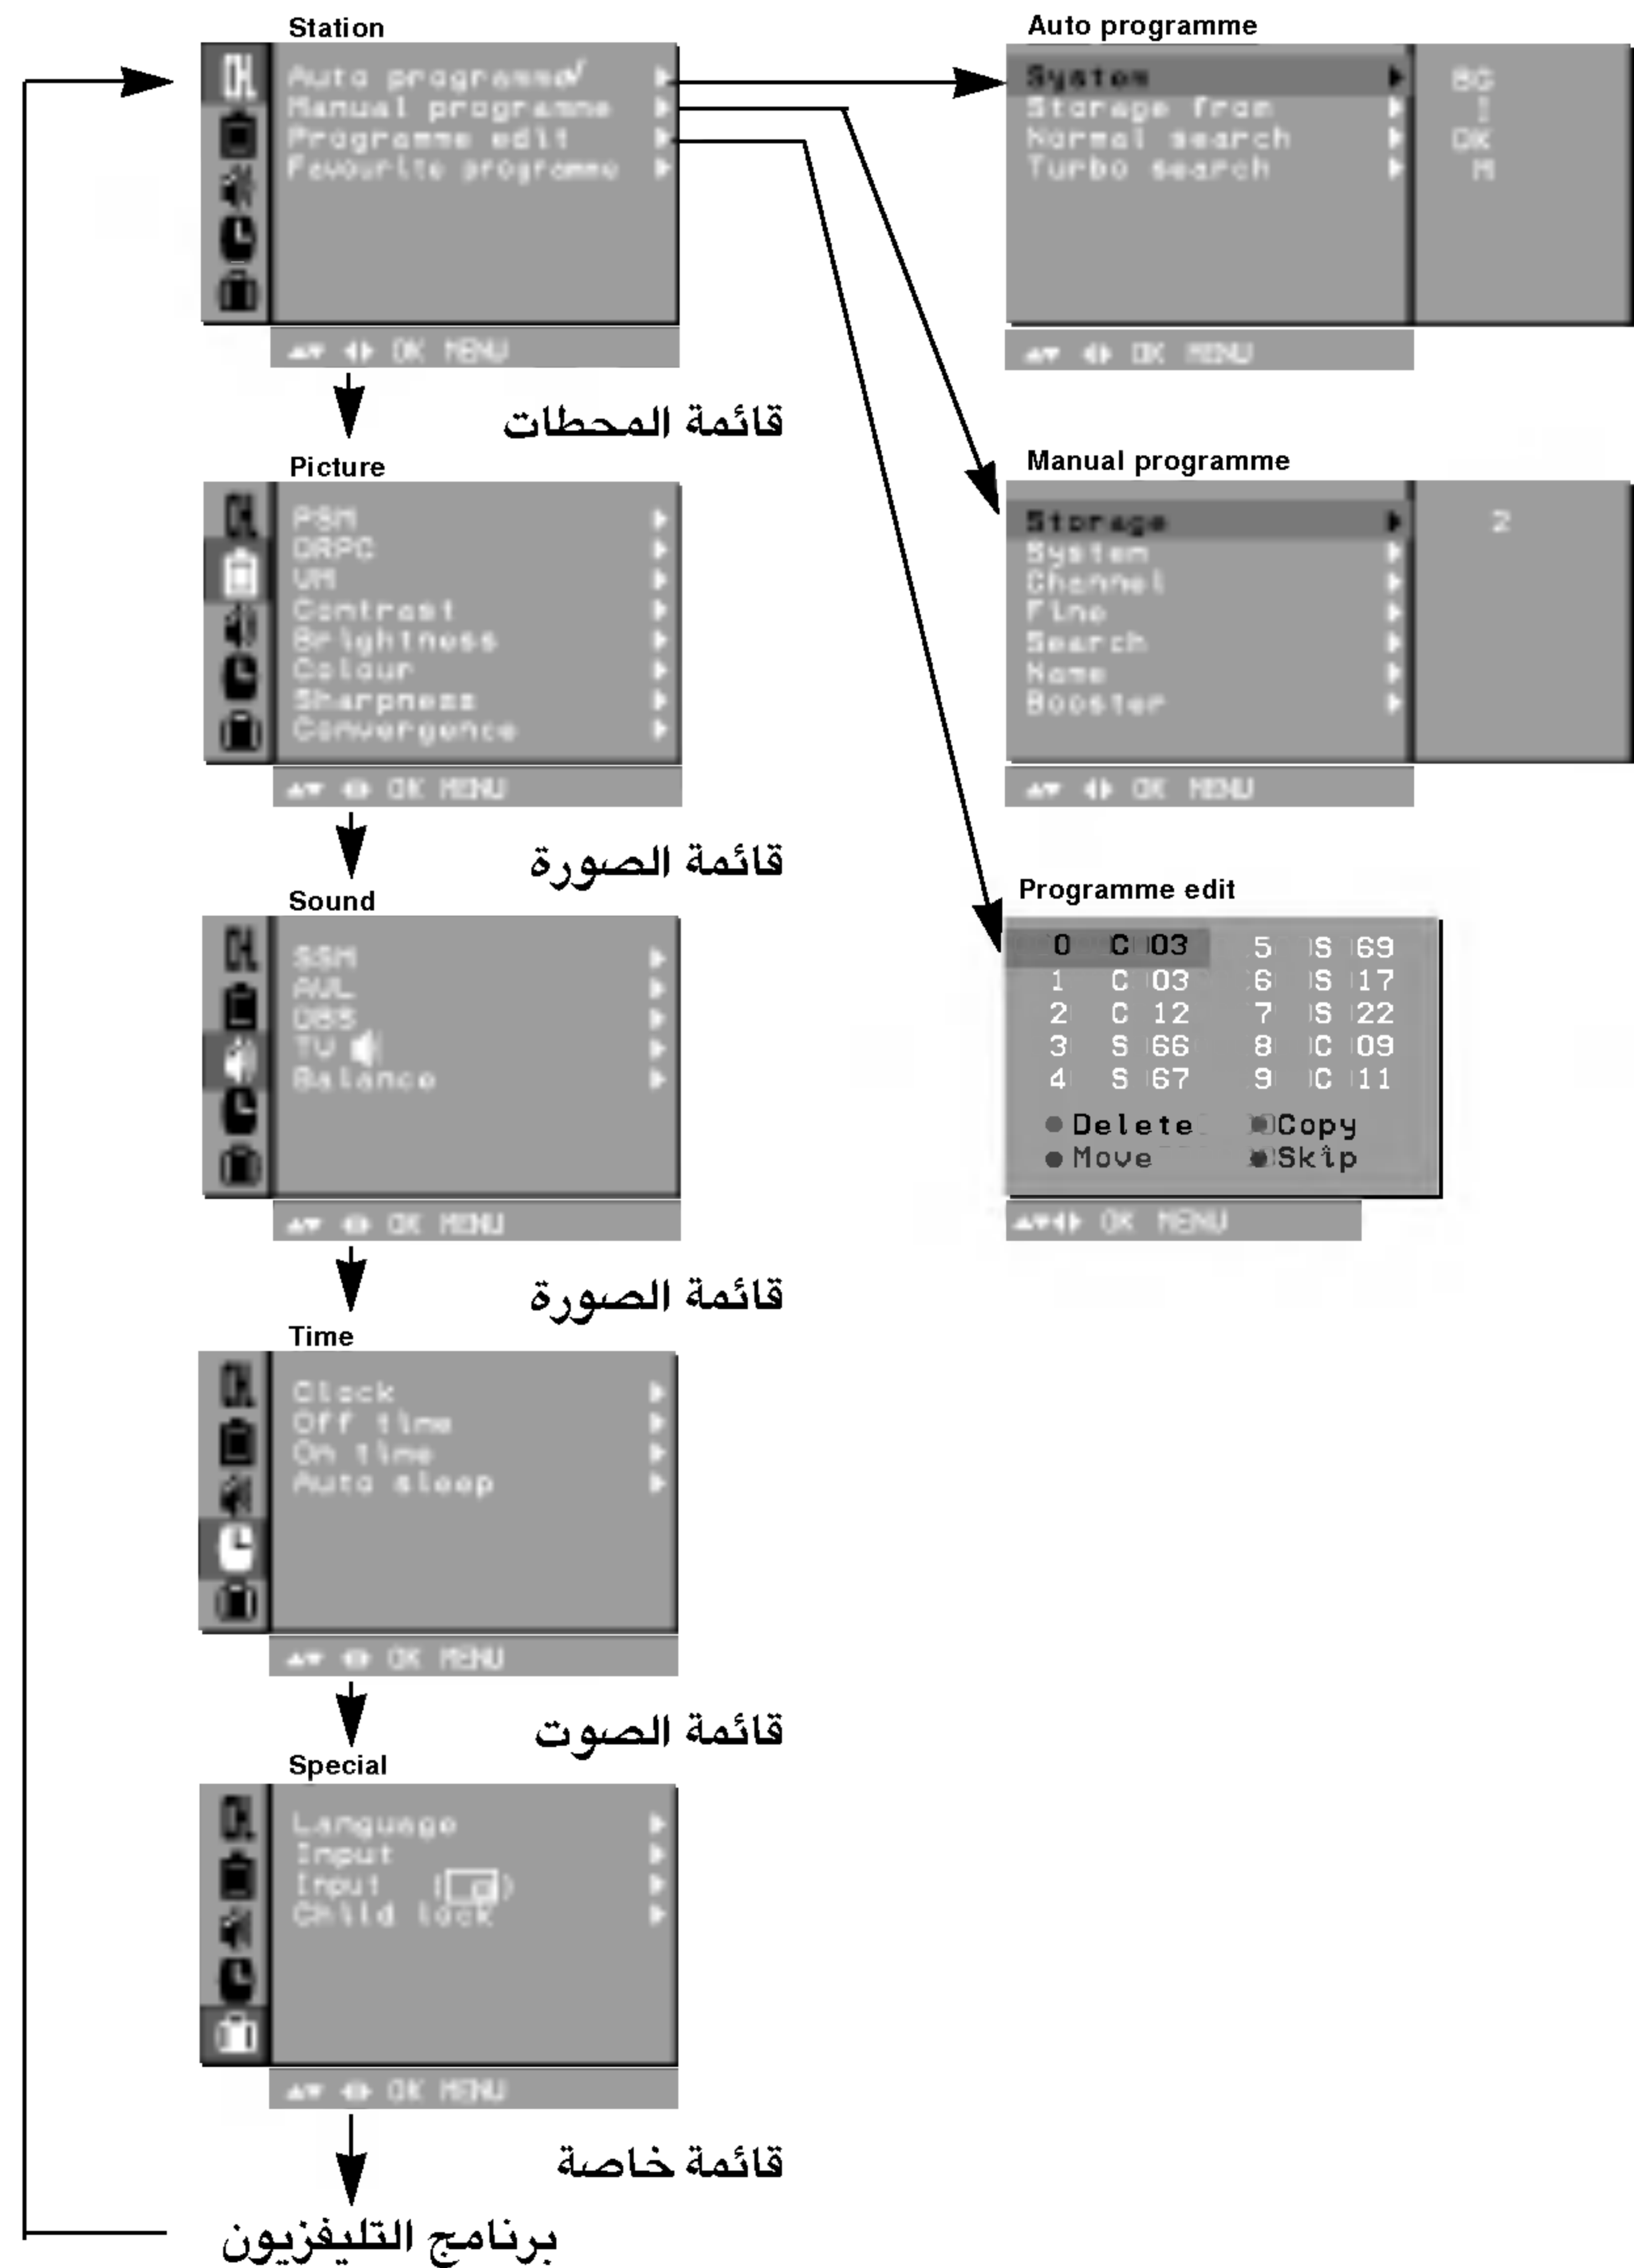 Station
Auto programme
Manual programme
Programme edit
Favourite programme
OK MENU
قائمة المحطات
Picture
PSM
DRPC
VM
Contrast
Brightness
Colour
Sharpness
Convergence
OK MENU
قائمة الصورة
Sound
SSM
AVL
DBS
TV
Balance
OK MENU
قائمة الصورة
Time
Clock
Off time
On time
Auto sleep
OK MENU
قائمة الصوت
Special
Language
Input
Input ( )
Child lock
OK MENU
قائمة خاصة
برنامج التليفزيون
Auto programme
System BG
Storage from
Normal search OK
Turbo search
OK MENU
Manual programme
Storage 2
System
Channel
Fine
Search
Name
Booster
OK MENU
Programme edit
0 C 03 5 S 69
1 C 03 6 S 17
2 C 12 7 S 22
3 S 66 8 C 09
4 S 67 9 C 11
Delete Copy
Move Skip
OK MENU